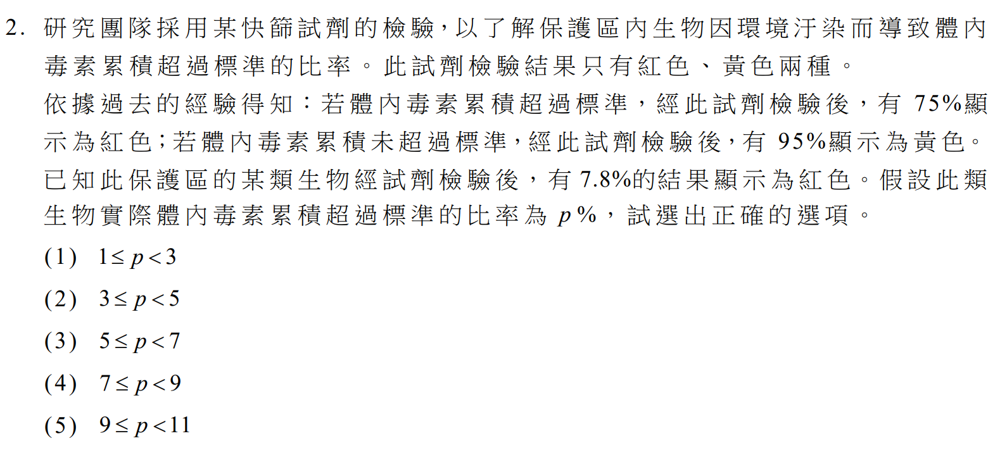 2. 研究團隊採用某快篩試劑的檢驗，以了解保護區內生物因環境汙染而導致體內
毒素累積超過標準的比率。此試劑檢驗結果只有紅色、黃色兩種。
依據過去的經驗得知：若體內毒素累積超過標準，經此試劑檢驗後，有 75%顯
示為紅色；若體內毒素累積未超過標準，經此試劑檢驗後，有 95%顯示為黃色。
已知此保護區的某類生物經試劑檢驗後，有 7.8%的結果顯示為紅色。假設此類
生物實際體內毒素累積超過標準的比率為 p%，試選出正確的選項。
(1) 1≤p<3
(2) 3≤p<5
(3) 5≤p<7
(4) 7≤p<9
(5) 9≤p<11